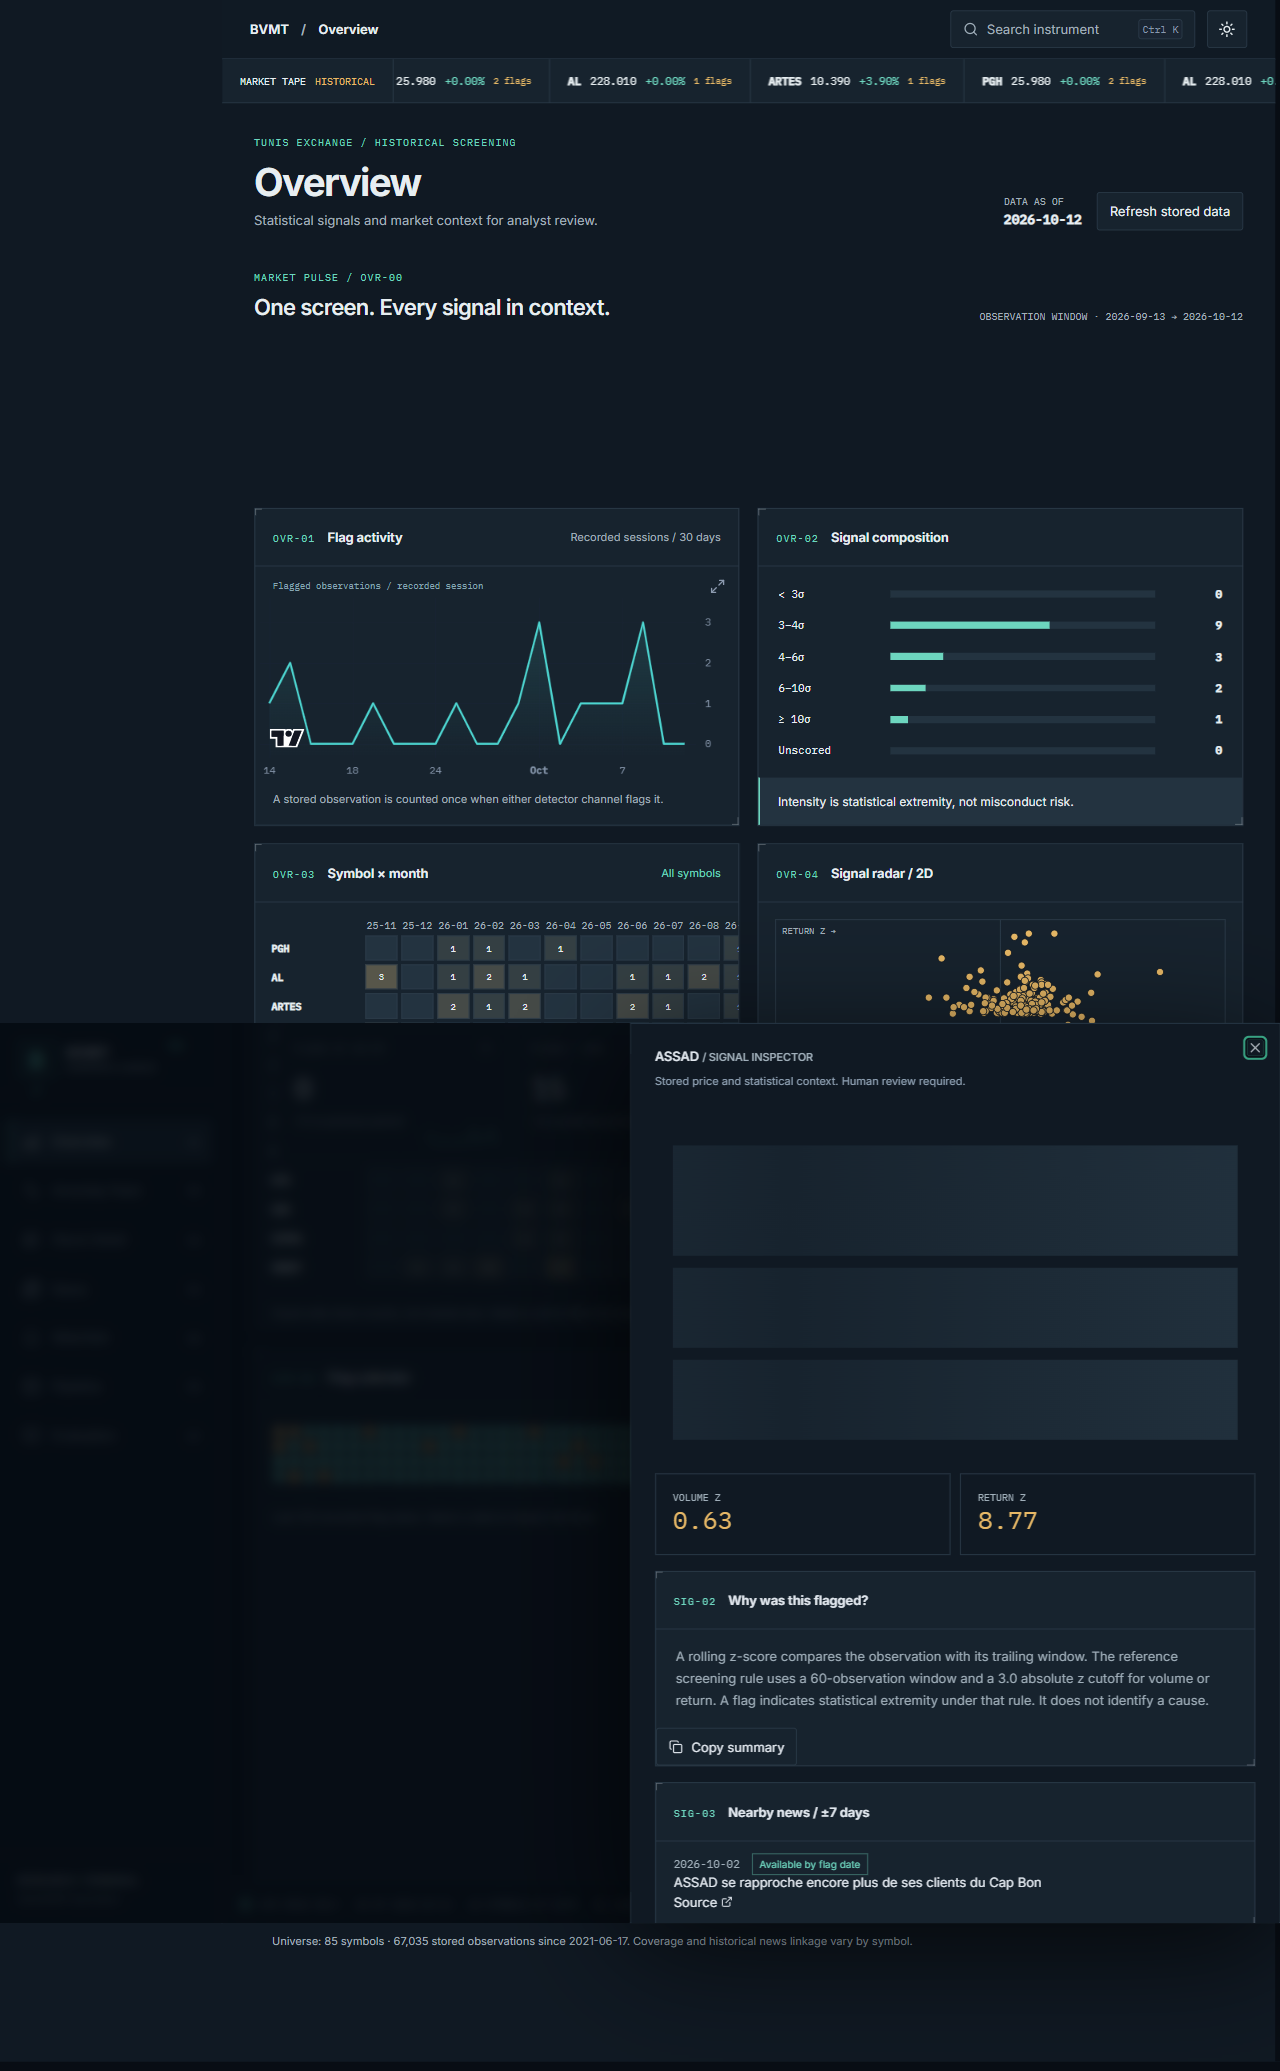 BVMT / Overview
Search instrument Ctrl K
MARKET TAPE HISTORICAL 25.980 +0.00% 2 flags AL 228.010 +0.00% 1 flags ARTES 10.390 +3.90% 1 flags PGH 25.980 +0.00% 2 flags AL 228.010 +0
TUNIS EXCHANGE / HISTORICAL SCREENING
Overview
Statistical signals and market context for analyst review.
DATA AS OF
2026-10-12
Refresh stored data
MARKET PULSE / OVR-00
One screen. Every signal in context.
OBSERVATION WINDOW · 2026-09-13 → 2026-10-12
OVR-01 Flag activity Recorded sessions / 30 days
Flagged observations / recorded session
3
2
1
0
14 18 24 Oct 7
A stored observation is counted once when either detector channel flags it.
OVR-02 Signal composition
< 3σ 0
3–4σ 9
4–6σ 3
6–10σ 2
≥ 10σ 1
Unscored 0
Intensity is statistical extremity, not misconduct risk.
OVR-03 Symbol × month All symbols
25-11 25-12 26-01 26-02 26-03 26-04 26-05 26-06 26-07 26-08 26
PGH 1 1 1
AL 3 1 2 1 1 1 2
ARTES 2 1 2 2 1
OVR-04 Signal radar / 2D
RETURN Z →
ASSAD / SIGNAL INSPECTOR
Stored price and statistical context. Human review required.
VOLUME Z
0.63
RETURN Z
8.77
SIG-02 Why was this flagged?
A rolling z-score compares the observation with its trailing window. The reference
screening rule uses a 60-observation window and a 3.0 absolute z cutoff for volume or
return. A flag indicates statistical extremity under that rule. It does not identify a cause.
Copy summary
SIG-03 Nearby news / ±7 days
2026-10-02 Available by flag date
ASSAD se rapproche encore plus de ses clients du Cap Bon
Source
Universe: 85 symbols · 67,035 stored observations since 2021-06-17. Coverage and historical news linkage vary by symbol.